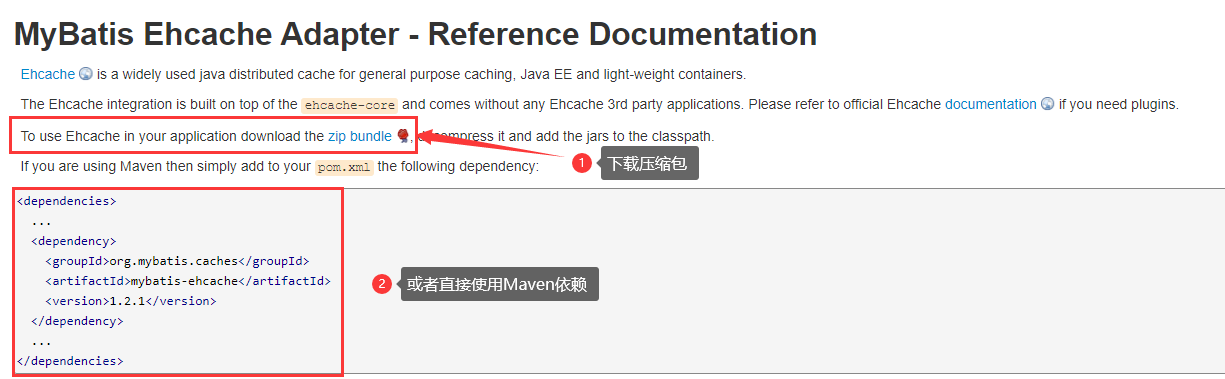 MyBatis Ehcache Adapter - Reference Documentation
Ehcache is a widely used java distributed cache for general purpose caching, Java EE and light-weight containers.
The Ehcache integration is built on top of the ehcache-core and comes without any Ehcache 3rd party applications. Please refer to official Ehcache documentation if you need plugins.
To use Ehcache in your application download the zip bundle , compress it and add the jars to the classpath.
1 下载压缩包
If you are using Maven then simply add to your pom.xml the following dependency:
<dependencies>
...
<dependency>
<groupId>org.mybatis.caches</groupId>
<artifactId>mybatis-ehcache</artifactId>
<version>1.2.1</version>
</dependency>
...
</dependencies>
2 或者直接使用Maven依赖